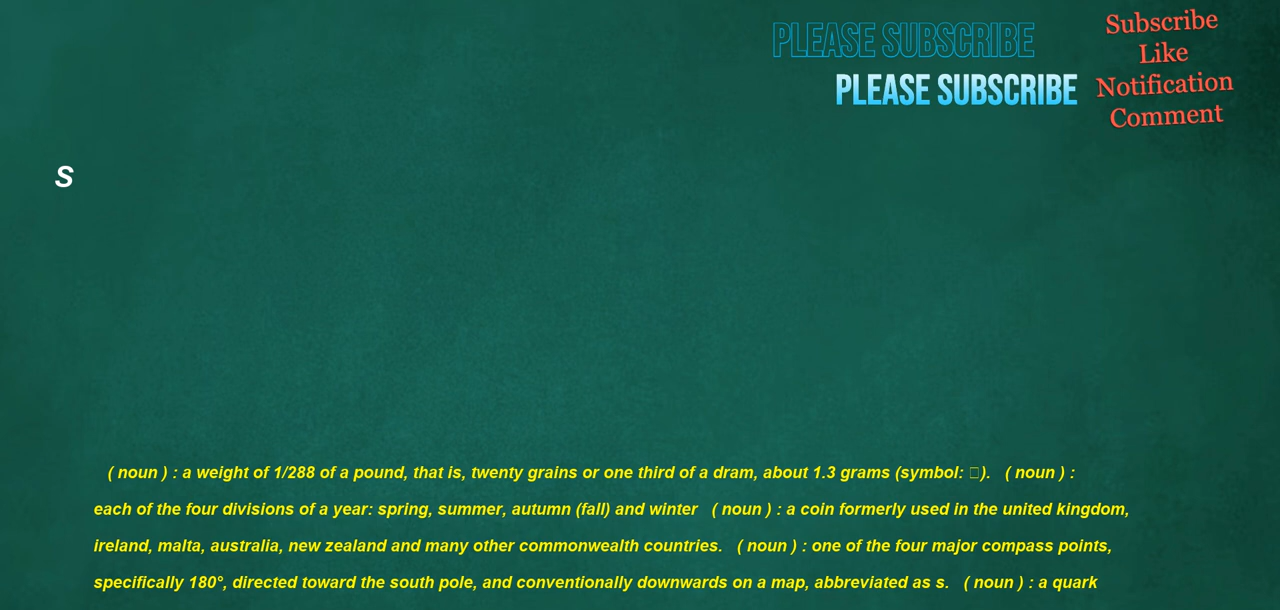 PLEASE SUBSCRIBE
PLEASE SUBSCRIBE
Subscribe
Like
Notification
Comment
S
( noun ) : a weight of 1/288 of a pound, that is, twenty grains or one third of a dram, about 1.3 grams (symbol: ). ( noun ) :
each of the four divisions of a year: spring, summer, autumn (fall) and winter ( noun ) : a coin formerly used in the united kingdom,
ireland, malta, australia, new zealand and many other commonwealth countries. ( noun ) : one of the four major compass points,
specifically 180°, directed toward the south pole, and conventionally downwards on a map, abbreviated as s. ( noun ) : a quark